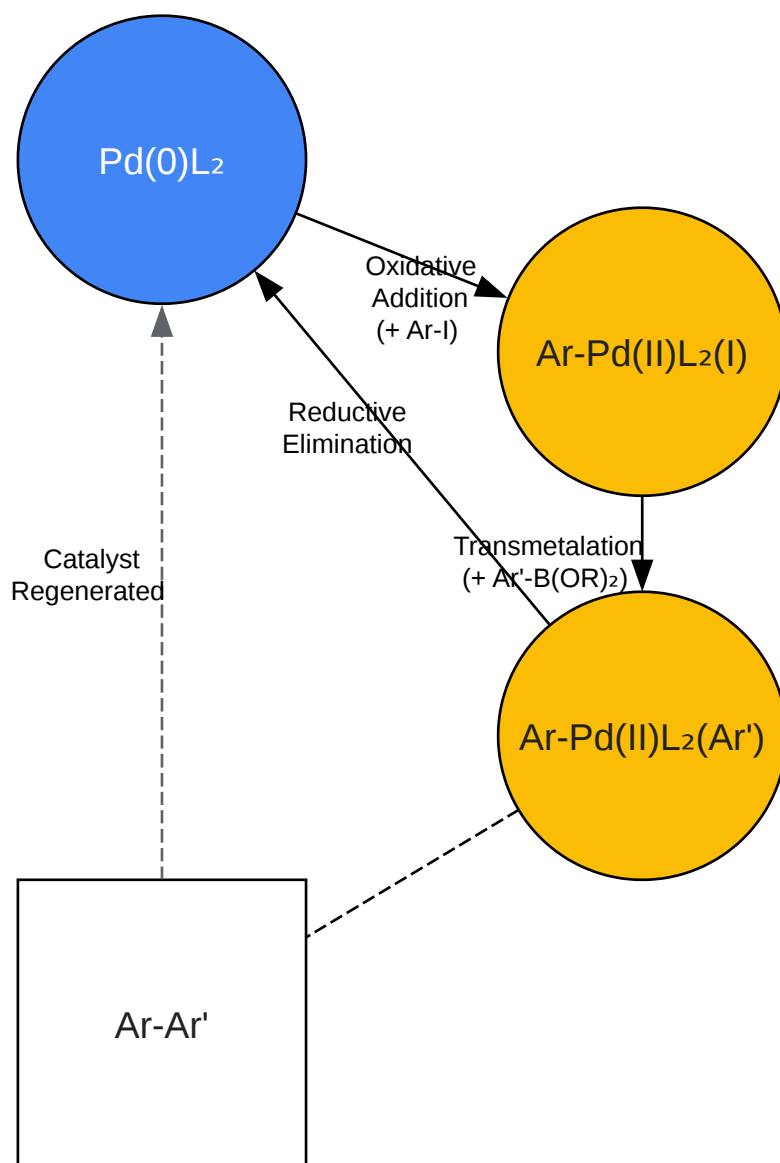 Pd(0)L₂
Oxidative
Addition
(+ Ar-I)
Ar-Pd(II)L₂(I)
Reductive
Elimination
Transmetalation
(+ Ar'-B(OR)₂)
Catalyst
Regenerated
Ar-Pd(II)L₂(Ar')
Ar-Ar'